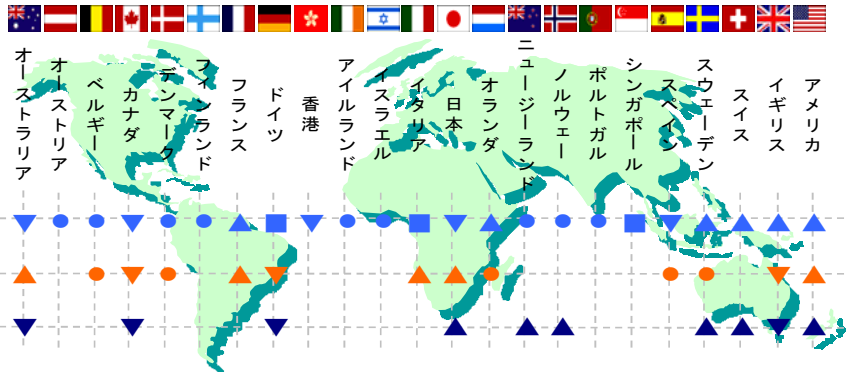 オーストラリア
オーストリア
ベルギー
カナダ
デンマーク
フィンランド
フランス
ドイツ
香港
アイルランド
イスラエル
イタリア
日本
オランダ
ニュージーランド
ノルウェー
ポルトガル
シンガポール
スペイン
スウェーデン
スイス
イギリス
アメリカ